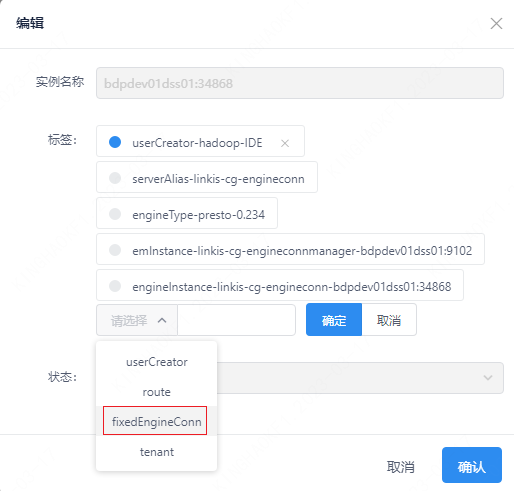 编辑
实例名称
bdpdev01dss01:34868
标签：
userCreator-hadoop-IDE
serverAlias-linkis-cg-engineconn
engineType-presto-0.234
emInstance-linkis-cg-engineconnmanager-bdpdev01dss01:9102
engineInstance-linkis-cg-engineconn-bdpdev01dss01:34868
请选择 确定 取消
userCreator
状态：
route
fixedEngineConn
tenant
取消 确认